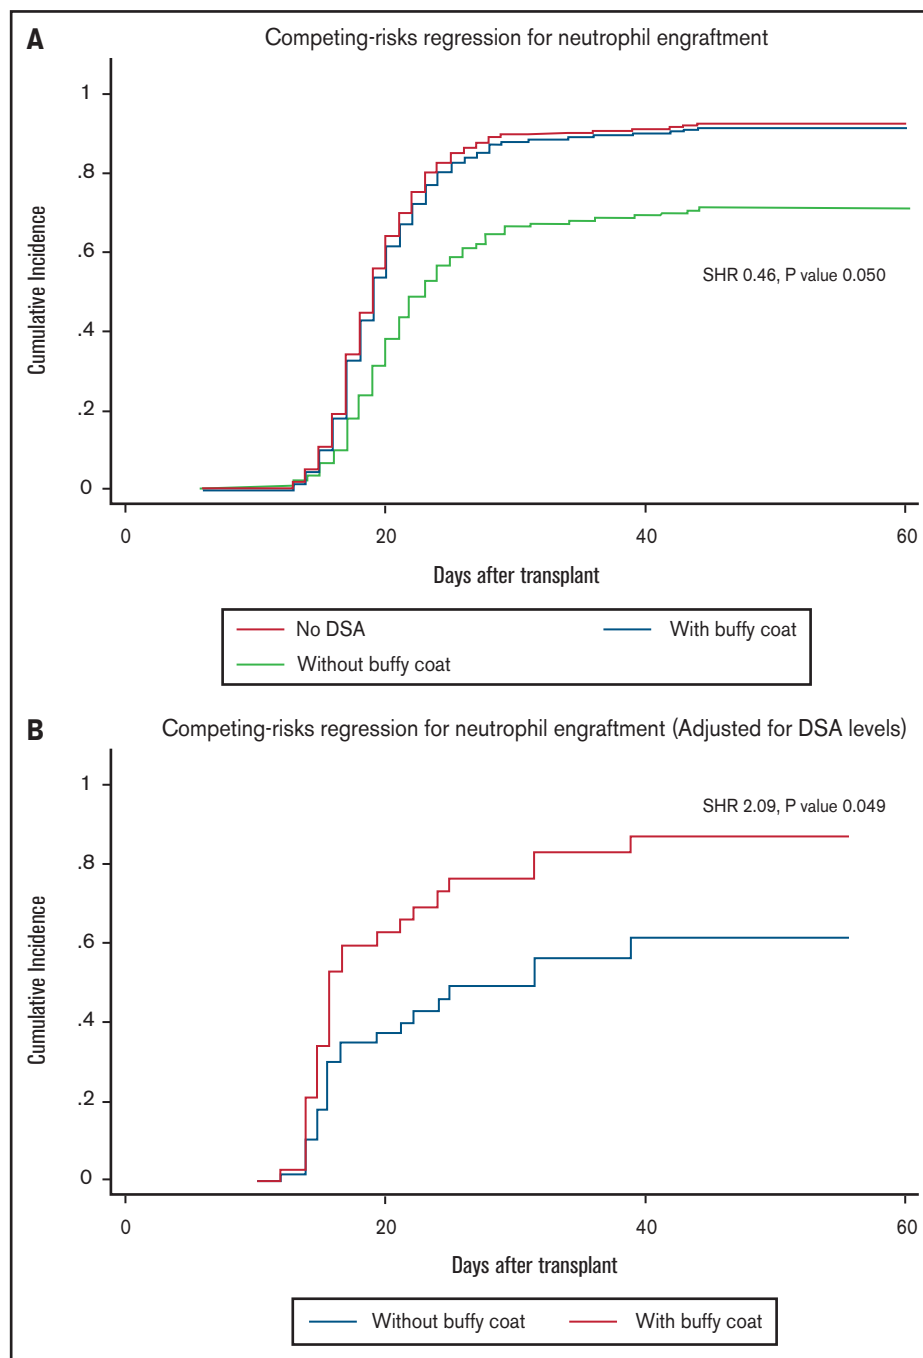 A
Competing-risks regression for neutrophil engraftment
1
.8
.6
.4
.2
0
Cumulative Incidence
SHR 0.46, P value 0.050
0 20 40 60
Days after transplant
No DSA With buffy coat
Without buffy coat
B
Competing-risks regression for neutrophil engraftment (Adjusted for DSA levels)
1
.8
.6
.4
.2
0
Cumulative Incidence
SHR 2.09, P value 0.049
0 20 40 60
Days after transplant
Without buffy coat With buffy coat